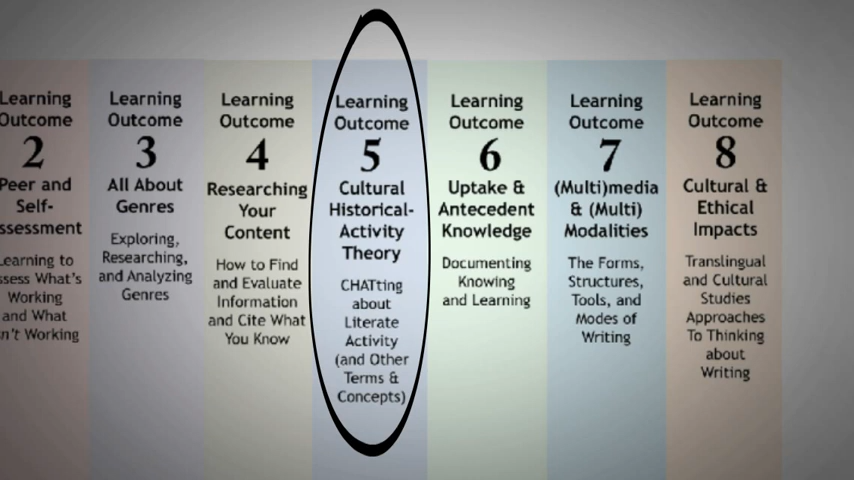 Learning
Outcome
2
Peer and
Self-
Learning to
What's
Working
and What
Working
Learning
Outcome
3
All About
Genres
Exploring,
Researching,
and Analyzing
Genres
Learning
Outcome
4
Researching
Your
Content
How to Find
and Evaluate
Information
and Cite What
You Know
Learning
Outcome
5
Cultural
Historical-
Activity
Theory
CHATting
about
Literate
Activity
(and Other
Terms &
Concepts)
Learning
Outcome
6
Uptake &
Antecedent
Knowledge
Documenting
Knowing
and Learning
Learning
Outcome
7
(Multi)media
& (Multi)
Modalities
The Forms,
Structures,
Tools, and
Modes of
Writing
Learning
Outcome
8
Cultural &
Ethical
Impacts
Translingual
and Cultural
Studies
Approaches
To Thinking
about
Writing